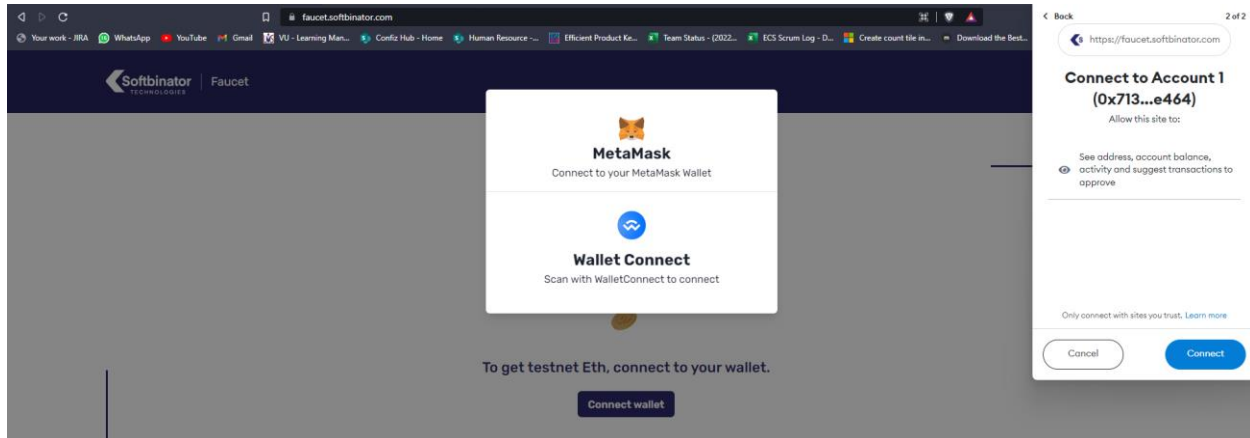 faucet.softbinator.com
Your work - JIRA WhatsApp YouTube Gmail VU - Learning Man... Confiz Hub - Home Human Resource -... Efficient Product Ke... Team Status - (2022... ECS Scrum Log - D... Create count tile in... Download the Best...
Softbinator
TECHNOLOGIES
Faucet
MetaMask
Connect to your MetaMask Wallet
Wallet Connect
Scan with WalletConnect to connect
To get testnet Eth, connect to your wallet.
Connect wallet
< Back 2 of 2
https://faucet.softbinator.com
Connect to Account 1
(0x713...e464)
Allow this site to:
See address, account balance,
activity and suggest transactions to
approve
Only connect with sites you trust. Learn more
Cancel Connect